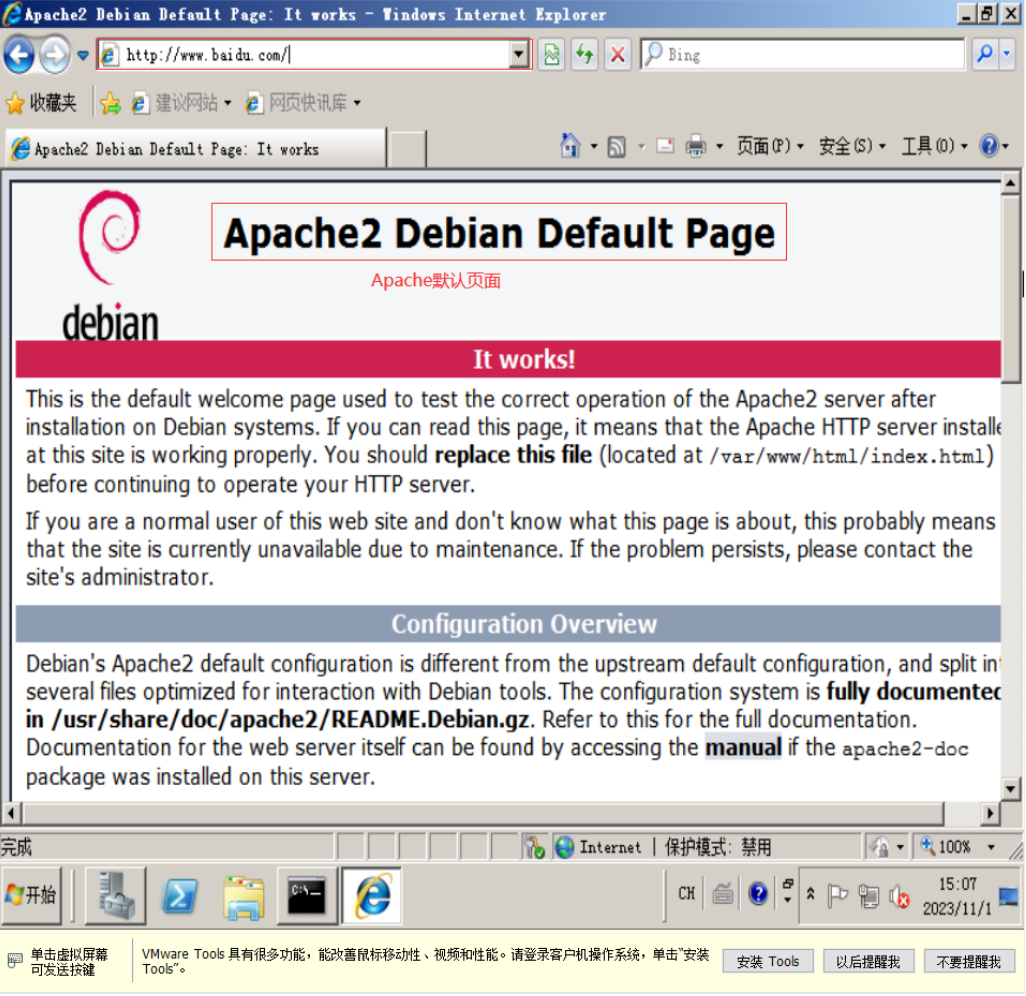 Apache2 Debian Default Page: It works - Windows Internet Explorer
http://www.baidu.com/
Bing
收藏夹
建议网站
网页快讯库
Apache2 Debian Default Page: It works
页面(P)
安全(S)
工具(O)
Apache2 Debian Default Page
Apache默认页面
debian
It works!
This is the default welcome page used to test the correct operation of the Apache2 server after
installation on Debian systems. If you can read this page, it means that the Apache HTTP server installe
at this site is working properly. You should replace this file (located at /var/www/html/index.html)
before continuing to operate your HTTP server.
If you are a normal user of this web site and don't know what this page is about, this probably means
that the site is currently unavailable due to maintenance. If the problem persists, please contact the
site's administrator.
Configuration Overview
Debian's Apache2 default configuration is different from the upstream default configuration, and split in
several files optimized for interaction with Debian tools. The configuration system is fully documented
in /usr/share/doc/apache2/README.Debian.gz. Refer to this for the full documentation.
Documentation for the web server itself can be found by accessing the manual if the apache2-doc
package was installed on this server.
完成
Internet | 保护模式: 禁用
100%
开始
C:\
CH
15:07
2023/11/1
单击虚拟屏幕
可发送按键
VMware Tools 具有很多功能，能改善鼠标移动性、视频和性能。请登录客户机操作系统，单击“安装
Tools”。
安装 Tools
以后提醒我
不要提醒我